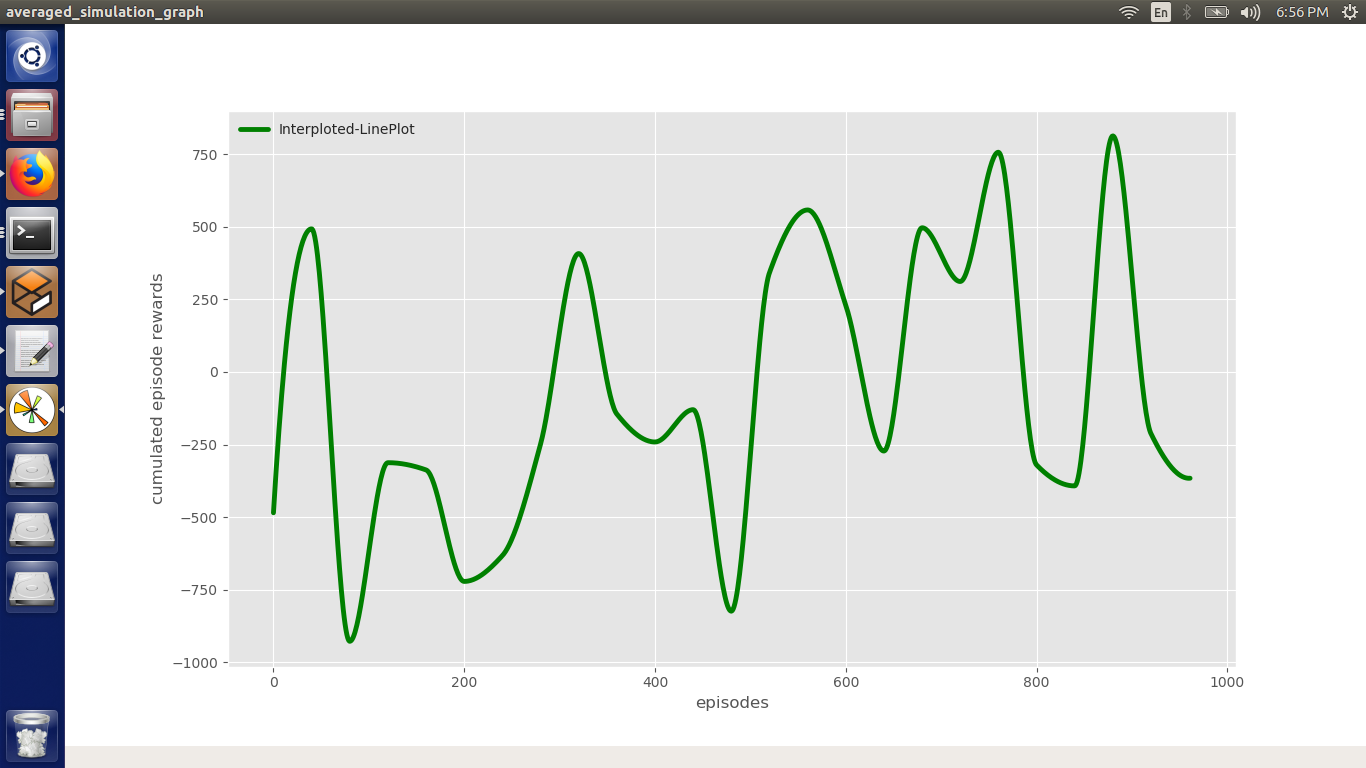 averaged_simulation_graph
En
6:56 PM
Interploted-LinePlot
750
500
250
0
−250
−500
−750
−1000
cumulated episode rewards
0 200 400 600 800 1000
episodes
>_